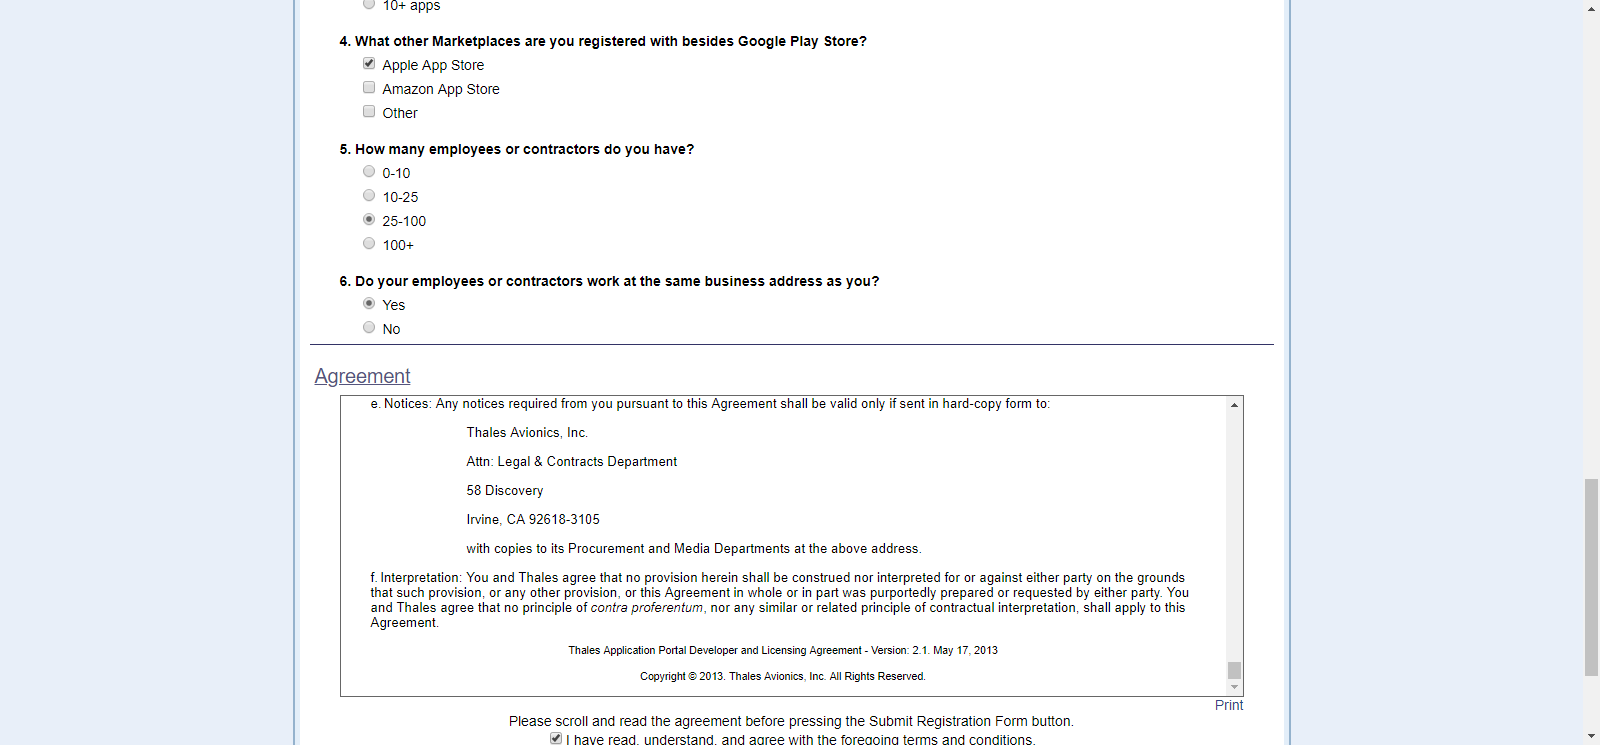 10+ apps
4. What other Marketplaces are you registered with besides Google Play Store?
Apple App Store
Amazon App Store
Other
5. How many employees or contractors do you have?
0-10
10-25
25-100
100+
6. Do your employees or contractors work at the same business address as you?
Yes
No
Agreement
e. Notices: Any notices required from you pursuant to this Agreement shall be valid only if sent in hard-copy form to:
Thales Avionics, Inc.
Attn: Legal & Contracts Department
58 Discovery
Irvine, CA 92618-3105
with copies to its Procurement and Media Departments at the above address.
f. Interpretation: You and Thales agree that no provision herein shall be construed nor interpreted for or against either party on the grounds
that such provision, or any other provision, or this Agreement in whole or in part was purportedly prepared or requested by either party. You
and Thales agree that no principle of contra proferentum, nor any similar or related principle of contractual interpretation, shall apply to this
Agreement.
Thales Application Portal Developer and Licensing Agreement - Version: 2.1. May 17, 2013
Copyright © 2013. Thales Avionics, Inc. All Rights Reserved.
Print
Please scroll and read the agreement before pressing the Submit Registration Form button.
I have read, understand, and agree with the foregoing terms and conditions.